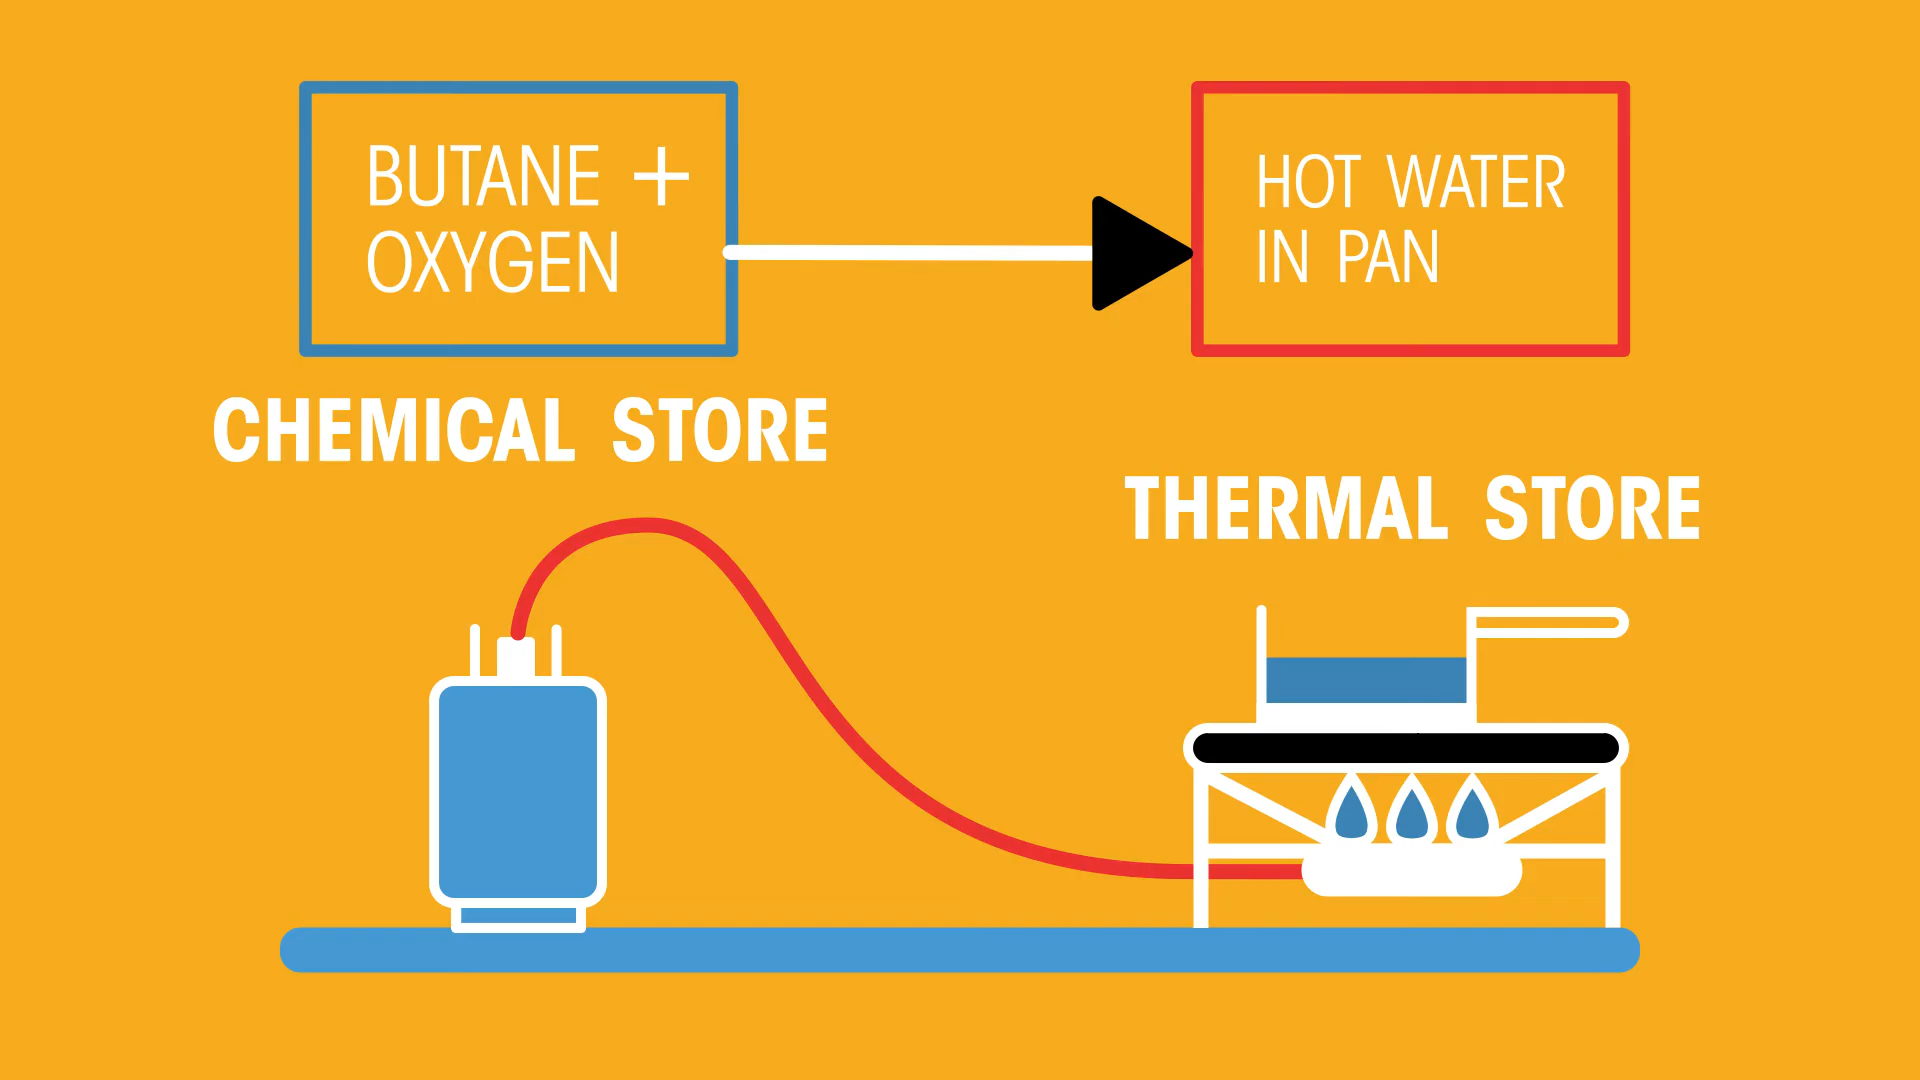 BUTANE +
OXYGEN
CHEMICAL STORE
HOT WATER
IN PAN
THERMAL STORE